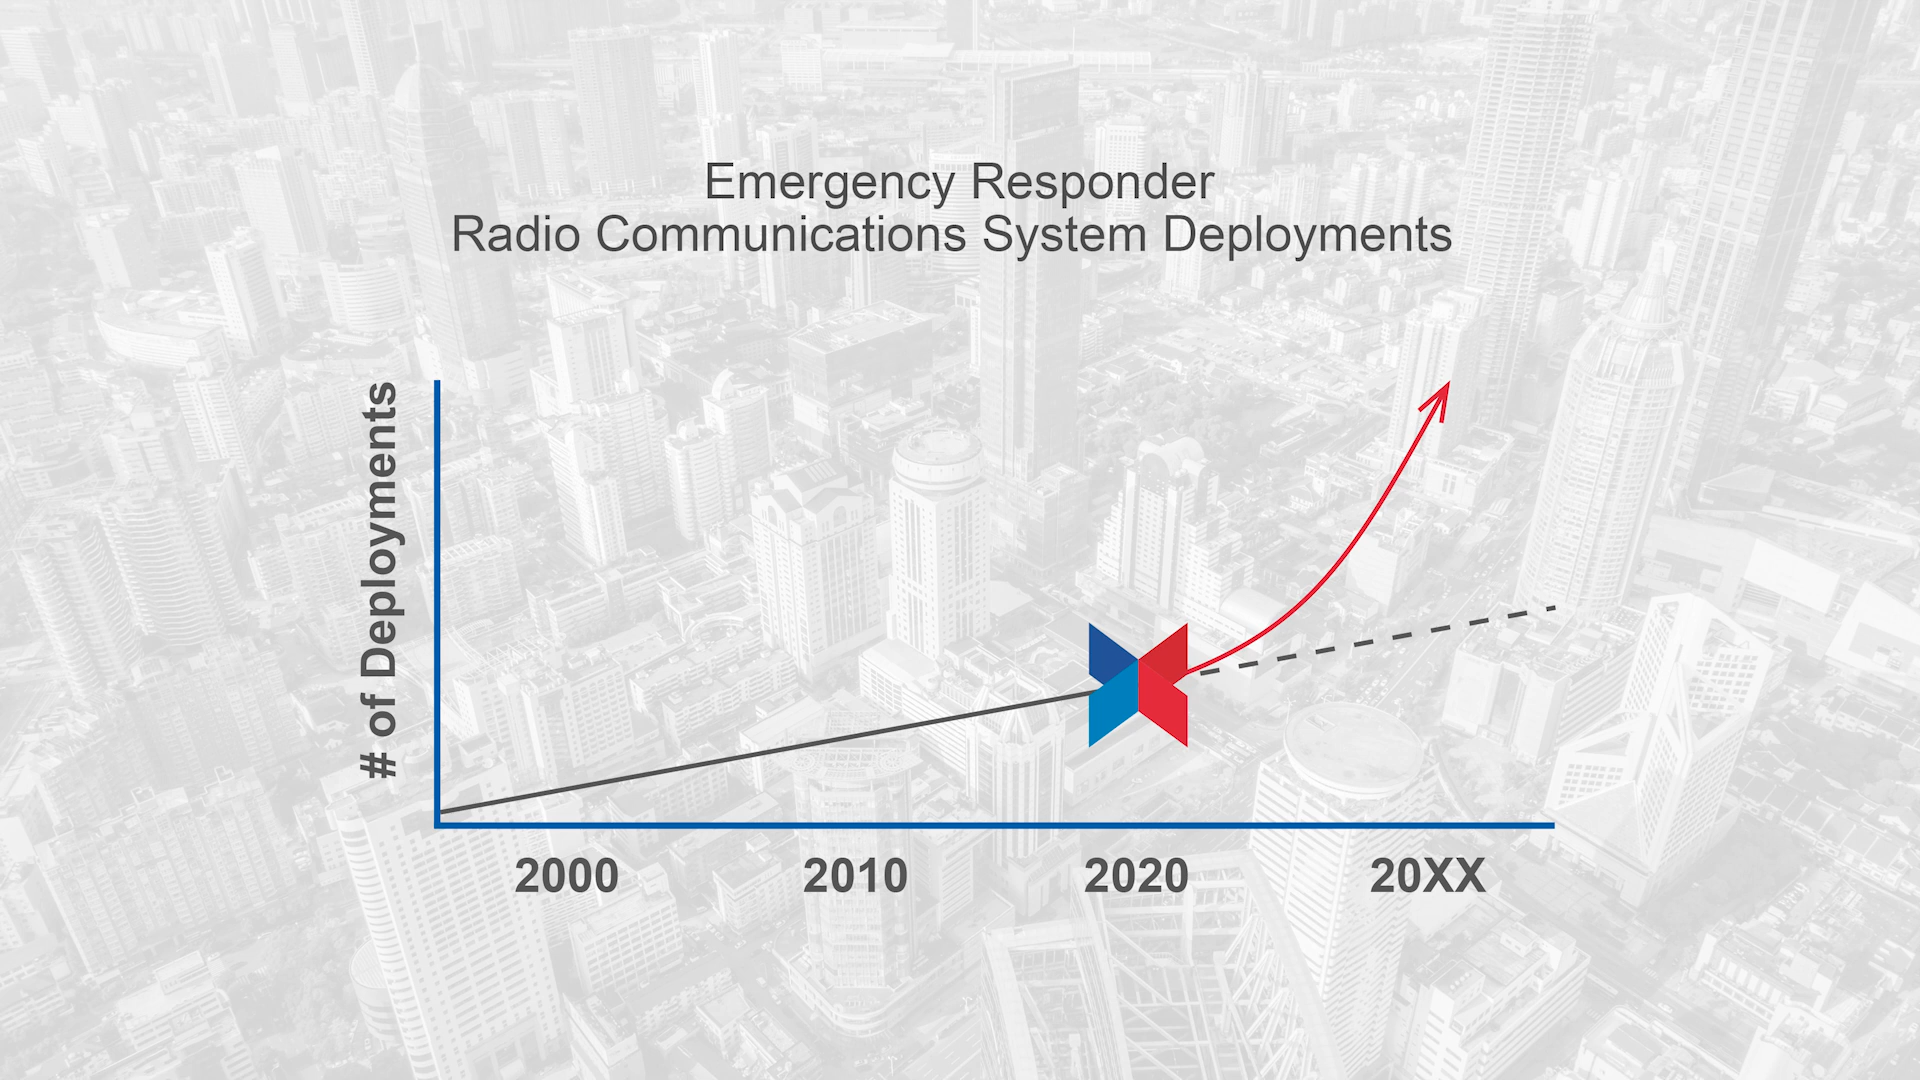 Emergency Responder
Radio Communications System Deployments
# of Deployments
2000
2010
2020
20XX